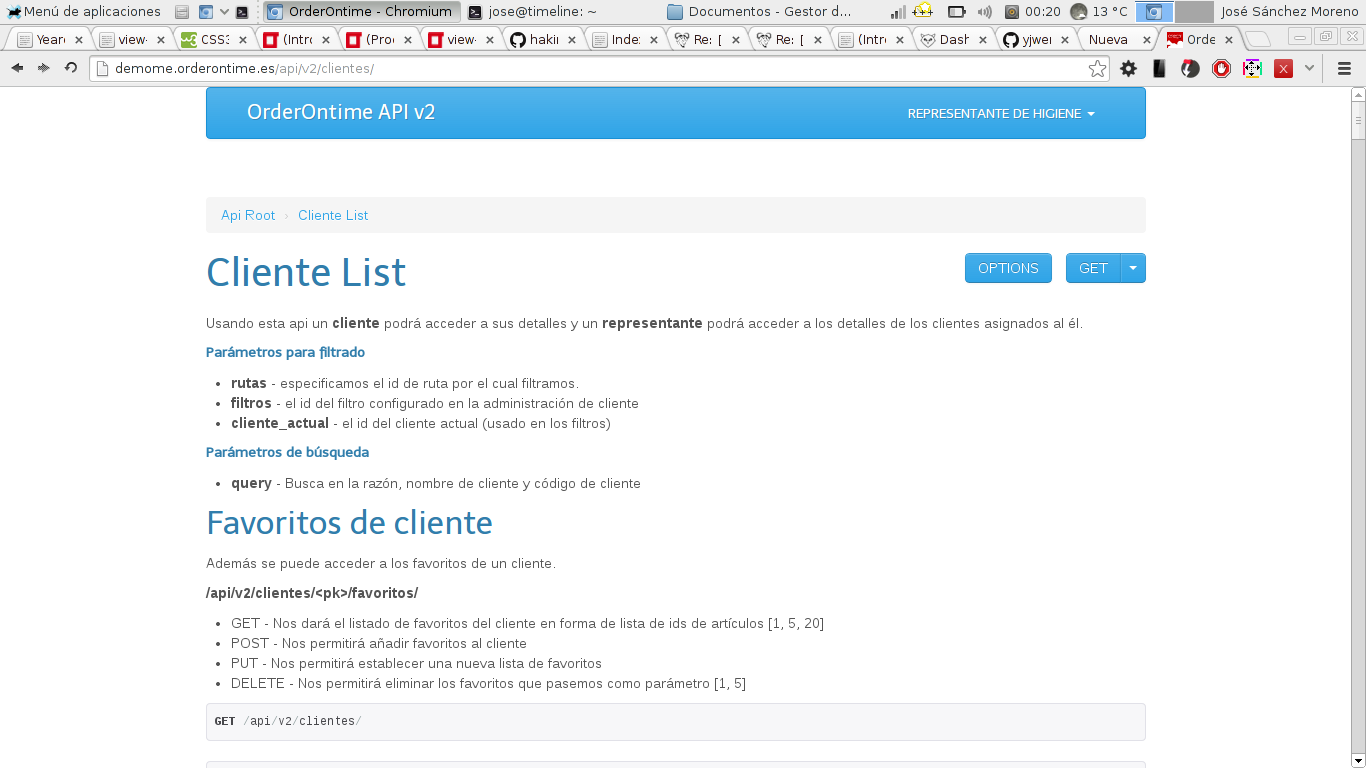 Menú de aplicaciones OrderOntime - Chromium jose@timeline: ~ Documentos - Gestor d... 00:20 13 °C José Sánchez Moreno
Year view- CSS3 (Intro (Pro view- hakin Index Re: [ Re: [ (Intr Dash yjwen Nueva Orde
demome.orderontime.es/api/v2/clientes/
OrderOntime API v2 REPRESENTANTE DE HIGIENE
Api Root › Cliente List
Cliente List OPTIONS GET
Usando esta api un cliente podrá acceder a sus detalles y un representante podrá acceder a los detalles de los clientes asignados al él.
Parámetros para filtrado
• rutas - especificamos el id de ruta por el cual filtramos.
• filtros - el id del filtro configurado en la administración de cliente
• cliente_actual - el id del cliente actual (usado en los filtros)
Parámetros de búsqueda
• query - Busca en la razón, nombre de cliente y código de cliente
Favoritos de cliente
Además se puede acceder a los favoritos de un cliente.
/api/v2/clientes/<pk>/favoritos/
• GET - Nos dará el listado de favoritos del cliente en forma de lista de ids de artículos [1, 5, 20]
• POST - Nos permitirá añadir favoritos al cliente
• PUT - Nos permitirá establecer una nueva lista de favoritos
• DELETE - Nos permitirá eliminar los favoritos que pasemos como parámetro [1, 5]
GET /api/v2/clientes/